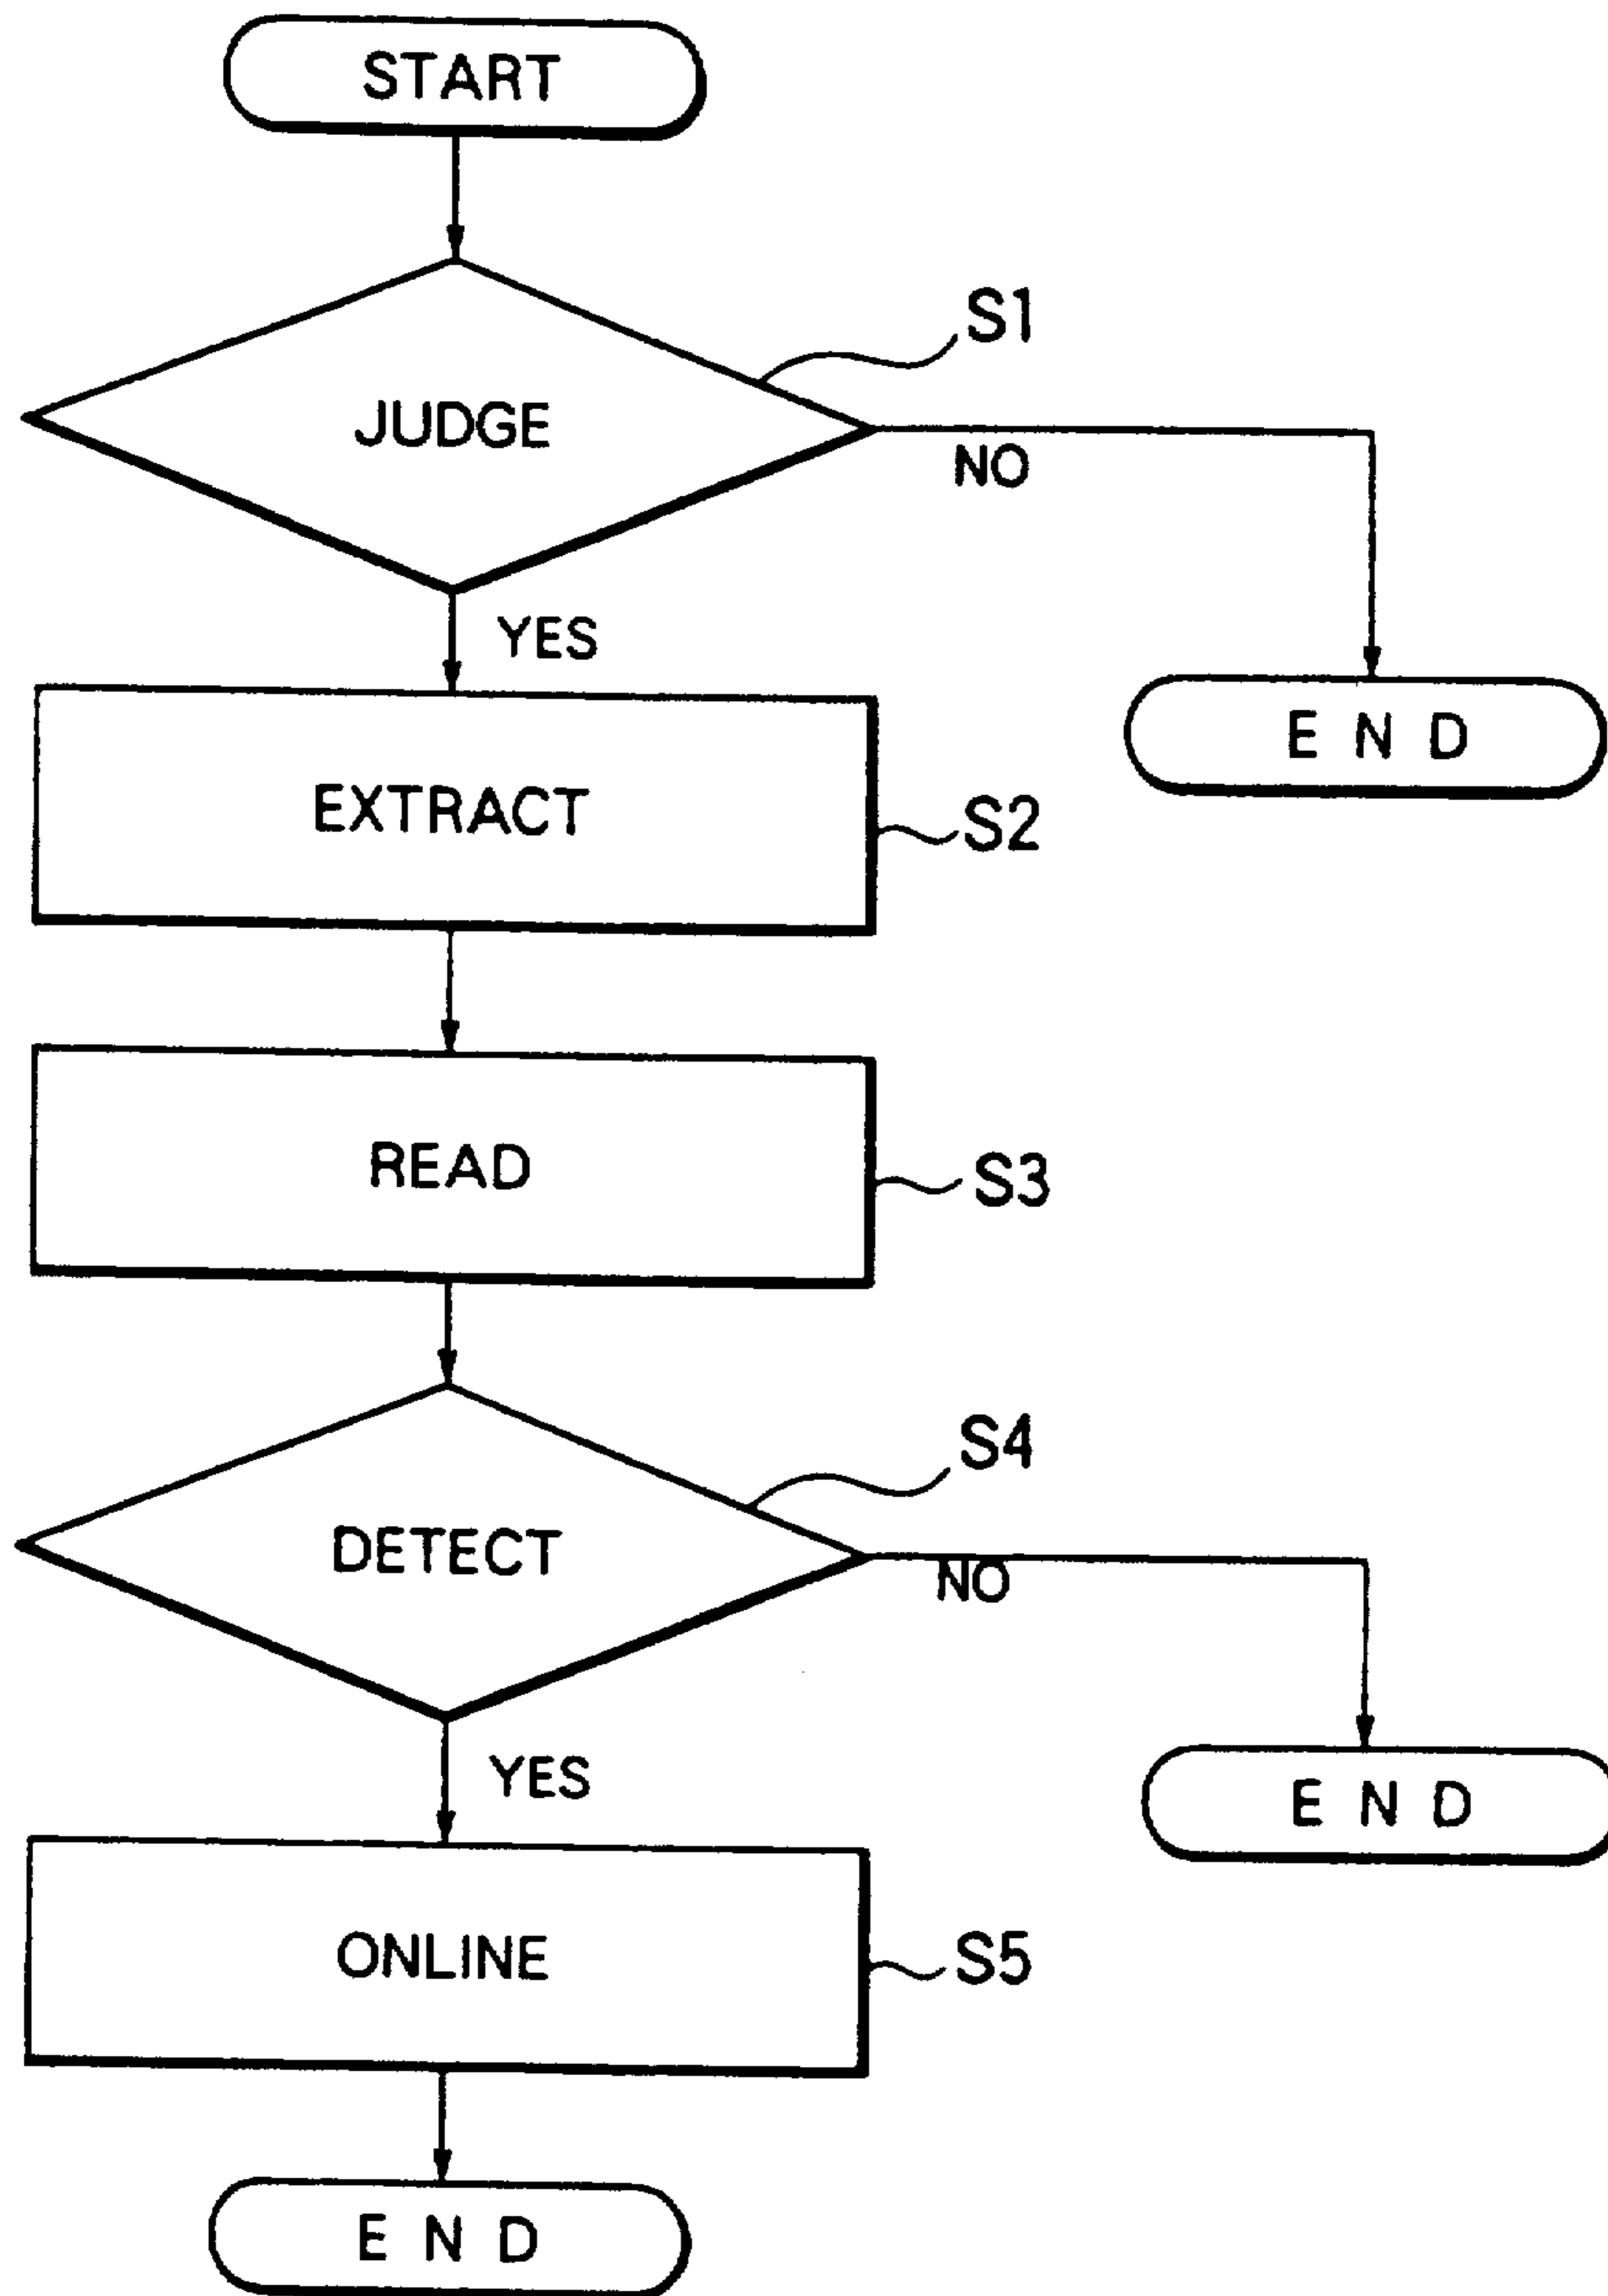 START
S1
JUDGE
NO
YES
E N D
EXTRACT
S2
READ
S3
S4
DETECT
NO
YES
E N D
ONLINE
S5
E N D